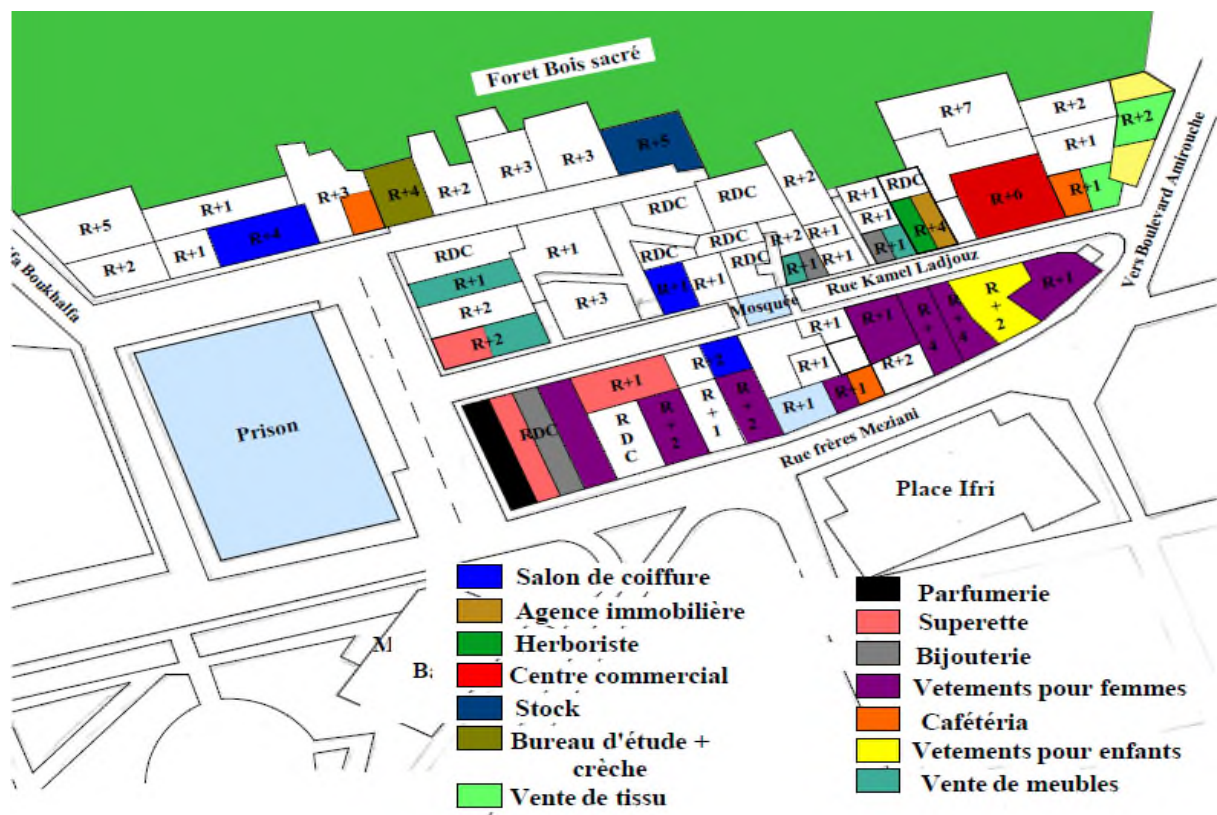 Foret Bois sacré
R+7
R+2
R+2
R+5
R+1
R+3
R+3
R+2
RDC
R+1
R+3
R+4
R+2
R+3
R+1
R+1
R+6
R+1
R+5
R+1
RDC
RDC
R+4
R+4
R+2
R+1
R+2
R+1
R+1
RDC
R+1
RDC
RDC
RDC
R+1
R+1
R+1
Rue Kamel Ladjouz
Vers Boulevard Amirouche
fa Boukhalfa
R+2
R+3
Mosquée
R+2
R+1
R+1
R+4
R+4
R+2
R+1
R+1
R+2
R+1
R+2
R+1
R+1
RDC
RDC
R+2
R+1
R+2
Rue frères Meziani
Prison
Place Ifri
M
Ba
Salon de coiffure
Agence immobilière
Herboriste
Centre commercial
Stock
Bureau d'étude +
crèche
Vente de tissu
Parfumerie
Superette
Bijouterie
Vetements pour femmes
Cafétéria
Vetements pour enfants
Vente de meubles